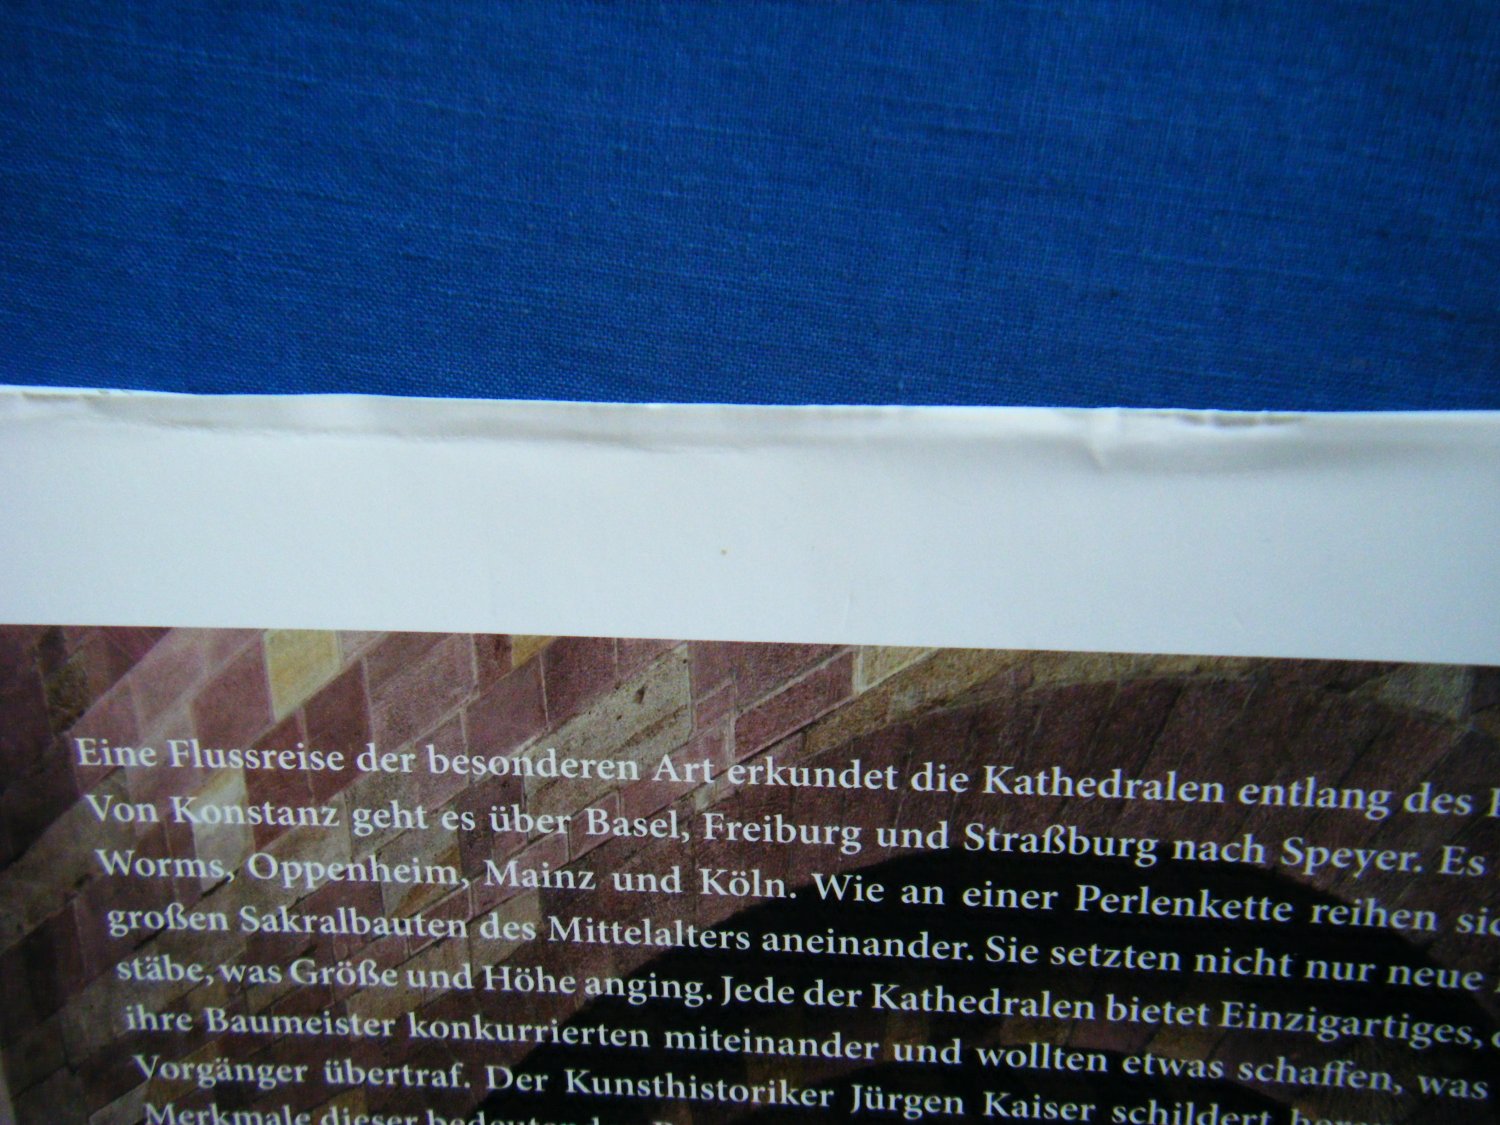 Eine Flussreise der besonderen Art erkundet die Kathedralen entlang des
Von Konstanz geht es über Basel, Freiburg und Straßburg nach Speyer. Es
Worms, Oppenheim, Mainz und Köln. Wie an einer Perlenkette reihen
großen Sakralbauten des Mittelalters aneinander. Sie setzten nicht nur neue
stäbe, was Größe und Höhe anging. Jede der Kathedralen bietet Einzigartiges,
ihre Baumeister konkurrierten miteinander und wollten etwas schaffen, was
Vorgänger übertraf. Der Kunsthistoriker Jürgen Kaiser schildert
Merkmale dieser